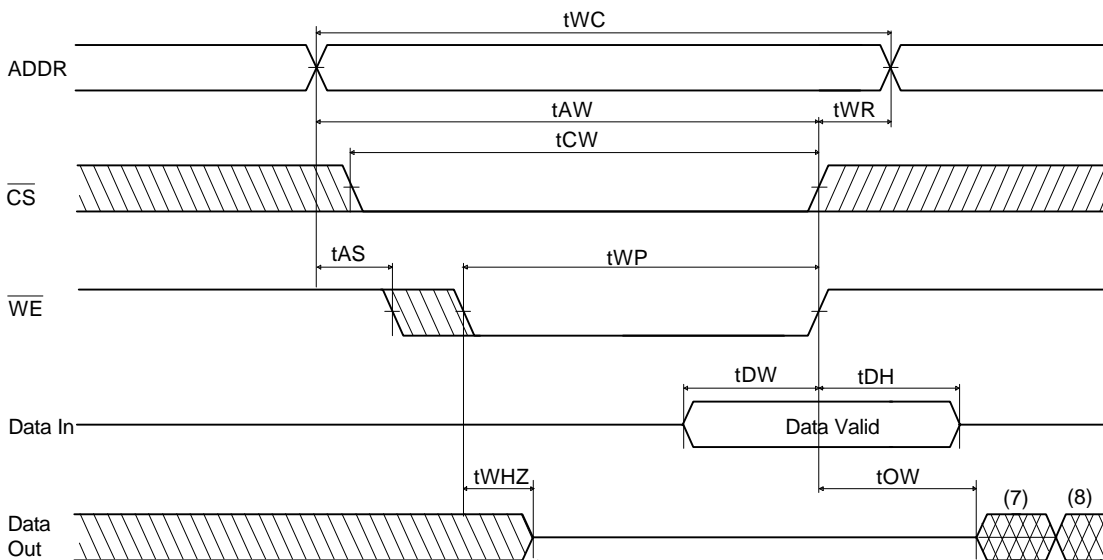 tWC
ADDR
tAW
tWR
tCW
CS
tAS
tWP
WE
tDW
tDH
Data In
Data Valid
tWHZ
tOW
(7)
(8)
Data
Out